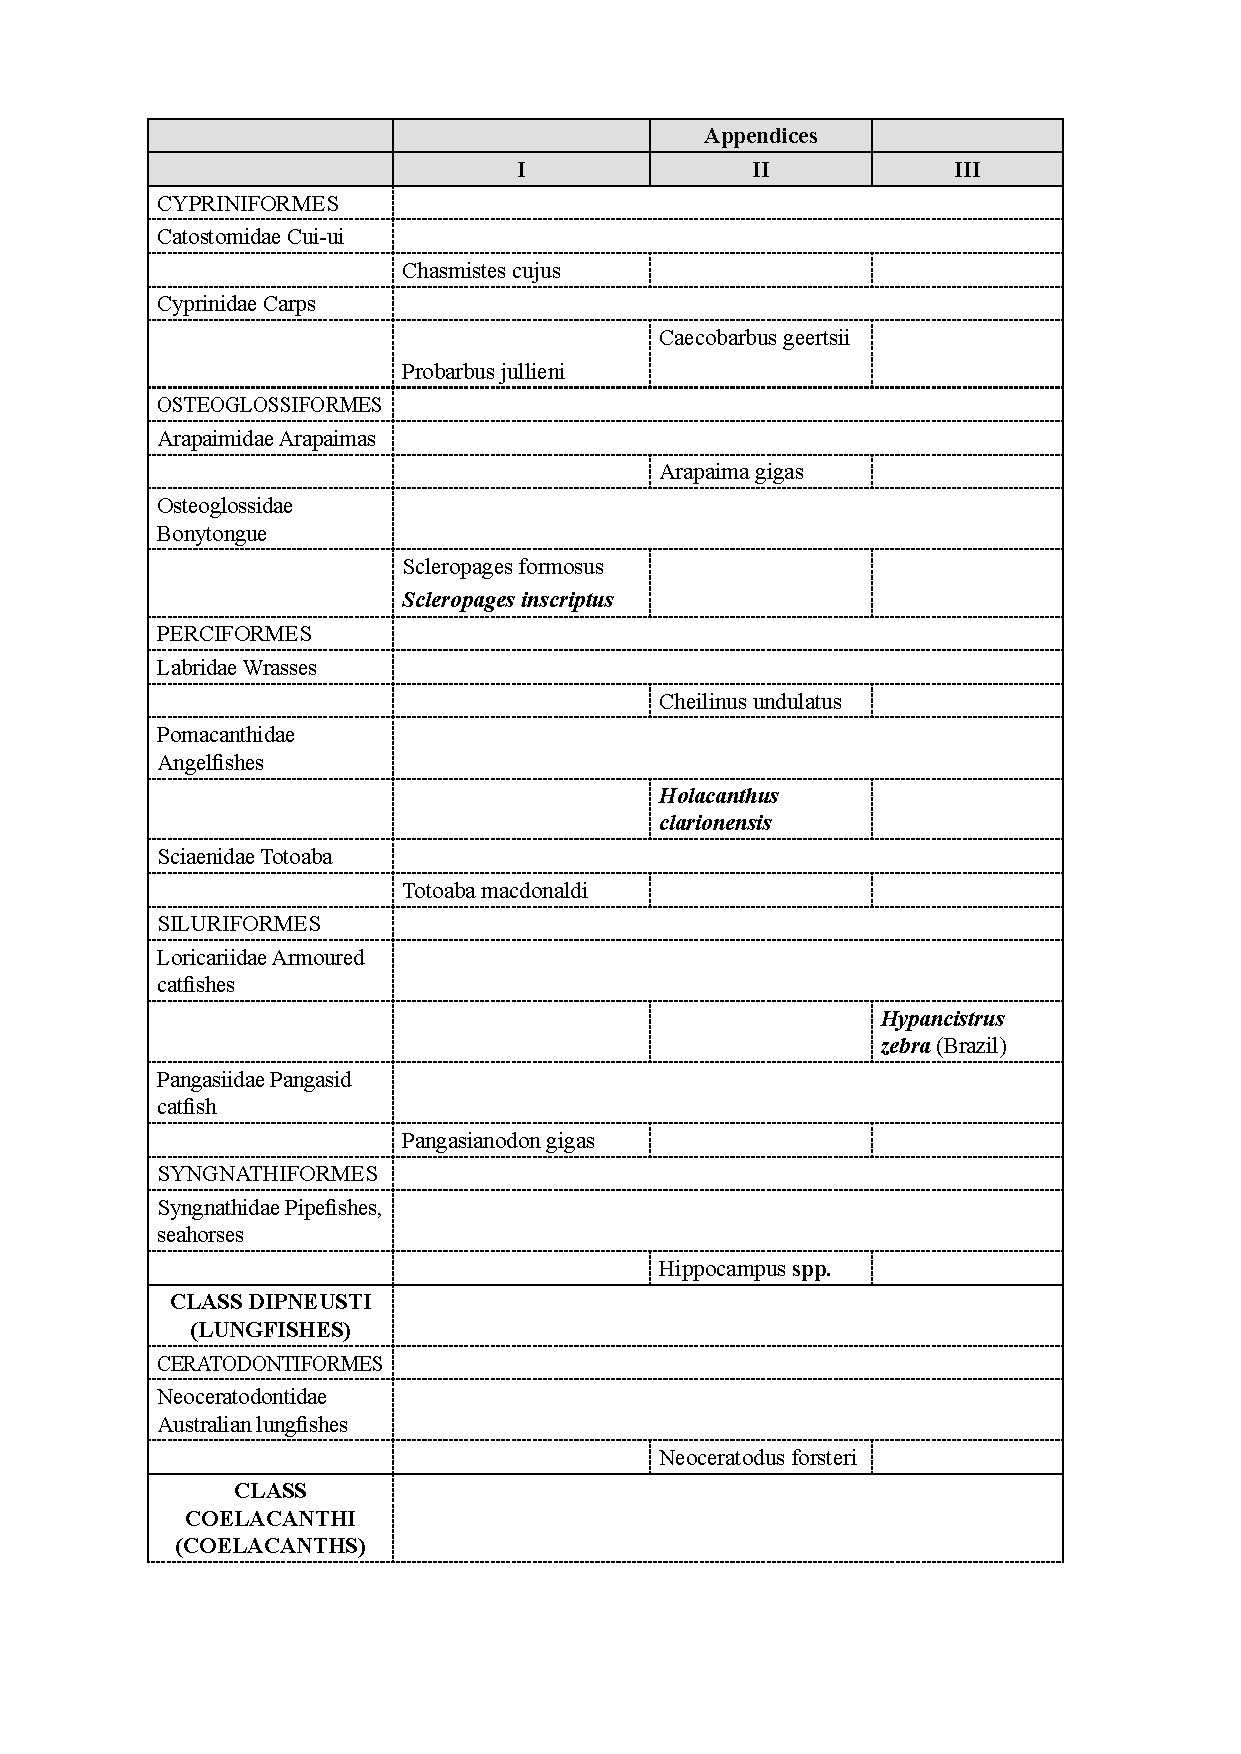 Appendices
I II III
CYPRINIFORMES
Catostomidae Cui-ui
Chasmistes cujus
Cyprinidae Carps
Caecobarbus geertsii
Probarbus jullieni
OSTEOGLOSSIFORMES
Arapaimidae Arapaimas
Arapaima gigas
Osteoglossidae
Bonytongue
Scleropages formosus
Scleropages inscriptus
PERCIFORMES
Labridae Wrasses
Cheilinus undulatus
Pomacanthidae
Angelfishes
Holacanthus
clarionensis
Sciaenidae Totoaba
Totoaba macdonaldi
SILURIFORMES
Loricariidae Armoured
catfishes
Hypancistrus
zebra (Brazil)
Pangasiidae Pangasid
catfish
Pangasianodon gigas
SYNGNATHIFORMES
Syngnathidae Pipefishes,
seahorses
Hippocampus spp.
CLASS DIPNEUSTI
(LUNGFISHES)
CERATODONTIFORMES
Neoceratodontidae
Australian lungfishes
Neoceratodus forsteri
CLASS
COELACANTHI
(COELACANTHS)